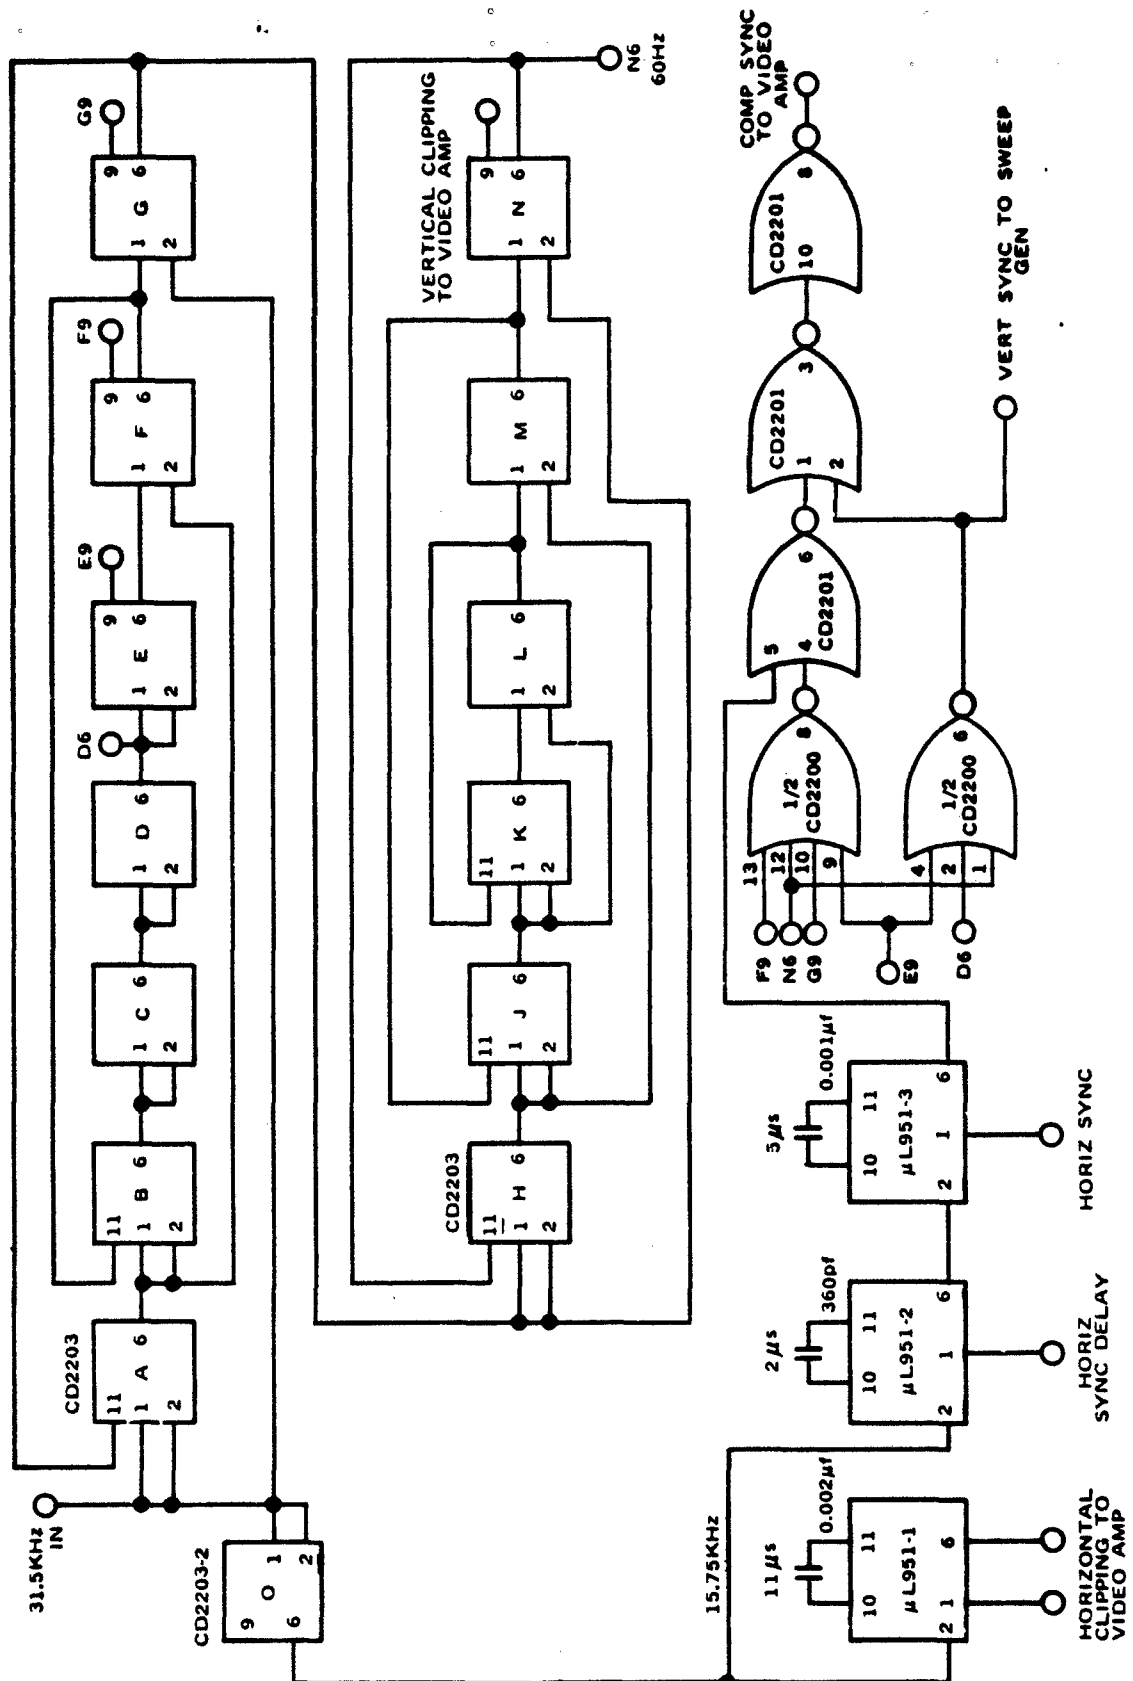 31.5KHz
IN
CD2203
11
1 A 6
2
11
1 B 6
2
1 C 6
2
1 D 6
2
D6
9
1 E 6
2
E9
9
1 F 6
2
F9
9
1 G 6
2
G9
CD2203-2
9 O 1
6 2
CD2203
11
1 H 6
2
11
1 J 6
2
11
1 K 6
2
1 L 6
2
1 M 6
2
9
1 N 6
2
VERTICAL CLIPPING
TO VIDEO AMP
N6
60Hz
15.75KHz
11μs
0.002μf
10 11
μL951-1
2 1 6
HORIZONTAL
CLIPPING TO
VIDEO AMP
2μs
360pf
10 11
μL951-2
2 1 6
HORIZ
SYNC DELAY
5μs
0.001μf
10 11
μL951-3
2 1 6
HORIZ SYNC
F9
N6
G9
E9
D6
13
12
10
9
1/2
CD2200
8
4
2
1
1/2
CD2200
6
5
4
6
CD2201
CD2201
1
2
3
CD2201
10
8
COMP SYNC
TO VIDEO
AMP
VERT SYNC TO SWEEP
GEN